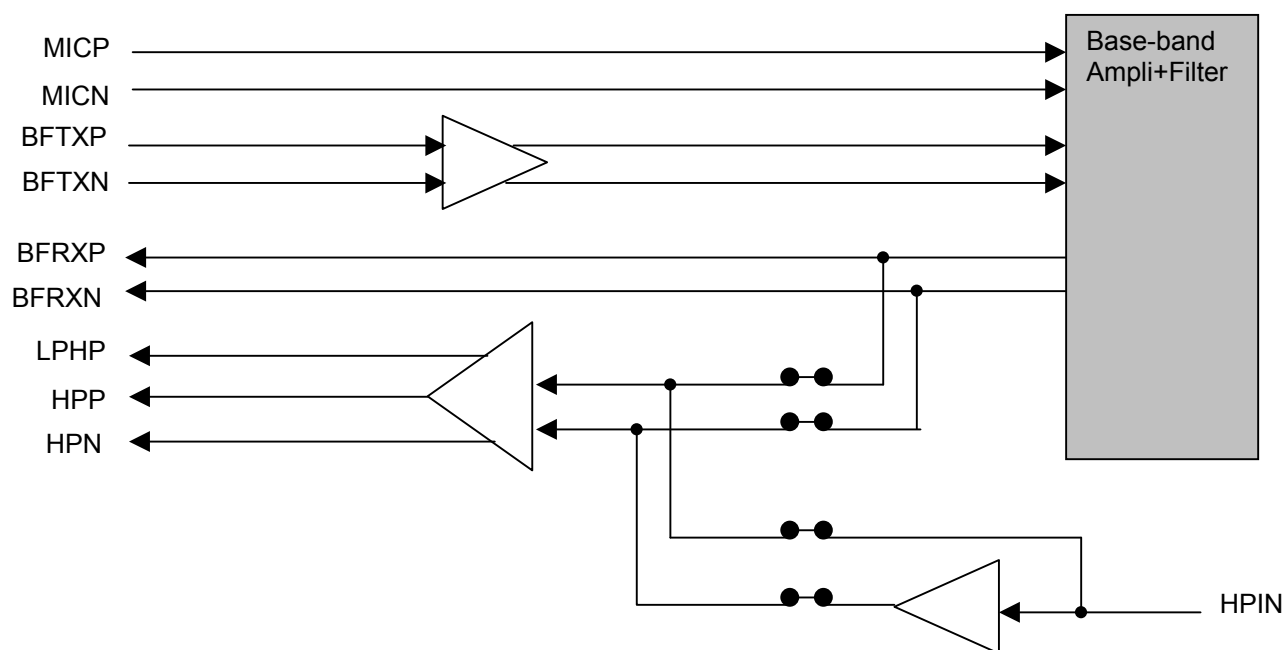 MICP
MICN
BFTXP
BFTXN
BFRXP
BFRXN
LPHP
HPP
HPN
Base-band
Ampli+Filter
HPIN